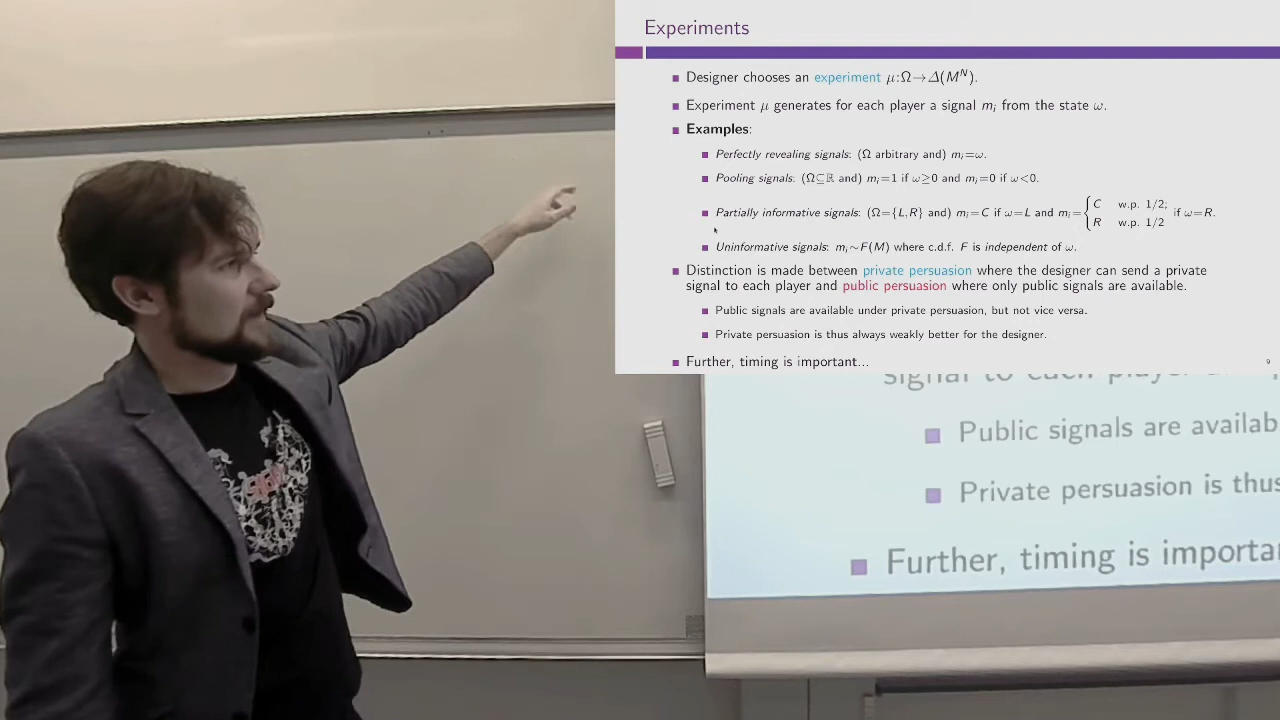 Experiments
Designer chooses an experiment μ:Ω→Δ(M^N).
Experiment μ generates for each player a signal m_i from the state ω.
Examples:
Perfectly revealing signals: (Ω arbitrary and) m_i=ω.
Pooling signals: (Ω⊆ℝ and) m_i=1 if ω≥0 and m_i=0 if ω<0.
Partially informative signals: (Ω={L,R} and) m_i=C if ω=L and m_i={C w.p. 1/2; R w.p. 1/2 if ω=R.
Uninformative signals: m_i∼F(M) where c.d.f. F is independent of ω.
Distinction is made between private persuasion where the designer can send a private
signal to each player and public persuasion where only public signals are available.
Public signals are available under private persuasion, but not vice versa.
Private persuasion is thus always weakly better for the designer.
Further, timing is important...
9
signal to each player
Public signals are availab
Private persuasion is thus
Further, timing is importa